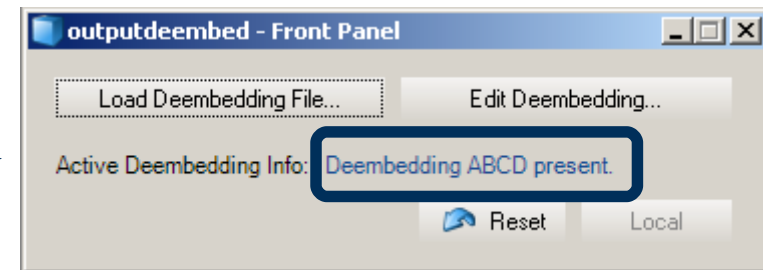 outputdeembed - Front Panel
Load Deembedding File... Edit Deembedding...
Active Deembedding Info: Deembedding ABCD present.
Reset Local